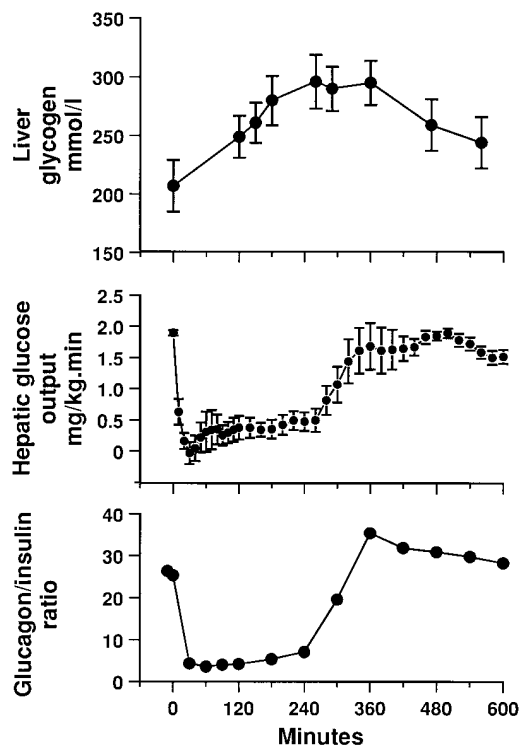 Liver
glycogen
mmol/l
350
300
250
200
150
Hepatic glucose
output
mg/kg.min
2.5
2.0
1.5
1.0
0.5
0
Glucagon/insulin
ratio
40
30
20
10
0
0 120 240 360 480 600
Minutes